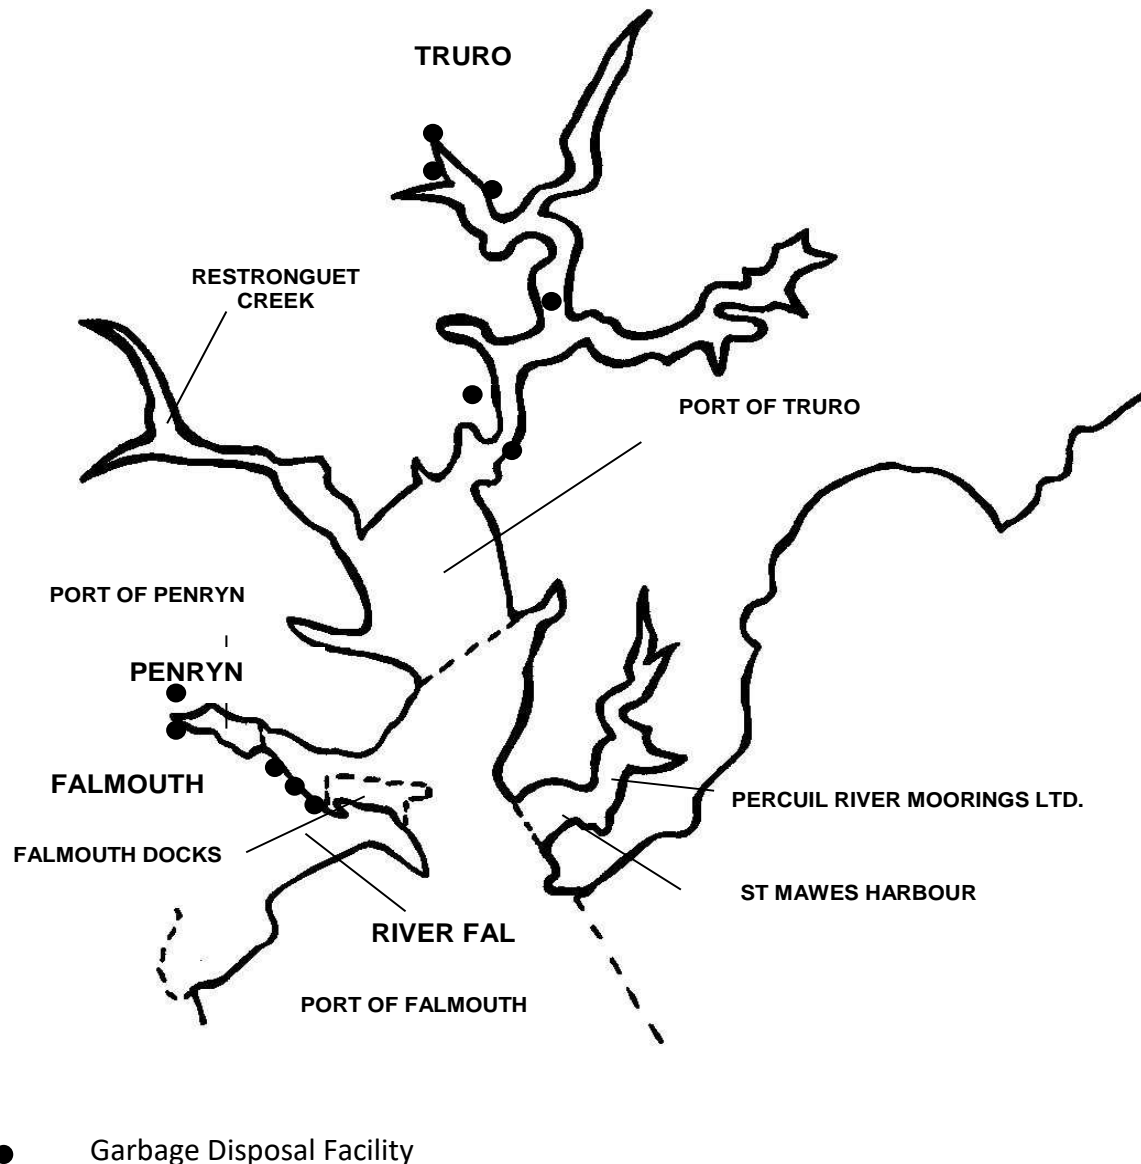 TRURO
RESTRONGUET
CREEK
PORT OF TRURO
PORT OF PENRYN
PENRYN
FALMOUTH
PERCUIL RIVER MOORINGS LTD.
FALMOUTH DOCKS
ST MAWES HARBOUR
RIVER FAL
PORT OF FALMOUTH
Garbage Disposal Facility